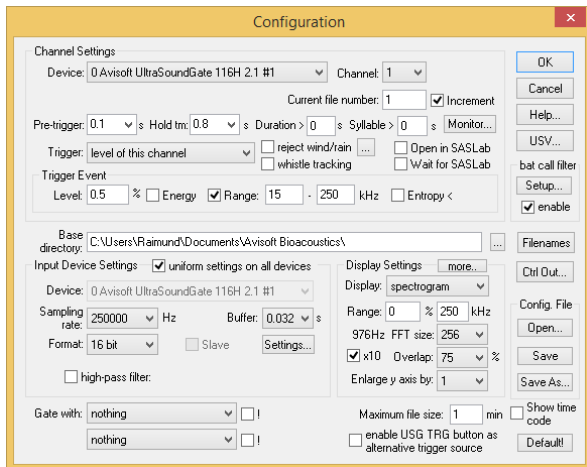 Configuration
Channel Settings
Device: 0 Avisoft UltraSoundGate 116H 2.1 #1 Channel: 1
Current file number: 1 Increment
Pre-trigger: 0.1 s Hold tm: 0.8 s Duration > 0 s Syllable > 0 s Monitor...
Trigger: level of this channel reject wind/rain ... Open in SASLab
whistle tracking Wait for SASLab
Trigger Event
Level: 0.5 % Energy Range: 15 - 250 kHz Entropy <
OK
Cancel
Help...
USV...
bat call filter
Setup...
enable
Base directory: C:\Users\Raimund\Documents\Avisoft Bioacoustics\ ... Filenames
Input Device Settings uniform settings on all devices
Device: 0 Avisoft UltraSoundGate 116H 2.1 #1
Sampling rate: 250000 Hz Buffer: 0.032 s
Format: 16 bit Slave Settings...
high-pass filter:
Display Settings more..
Display: spectrogram
Range: 0 % 250 kHz
976Hz FFT size: 256
x10 Overlap: 75 %
Enlarge y axis by: 1
Ctrl Out...
Config. File
Open...
Save
Save As...
Gate with: nothing !
nothing !
Maximum file size: 1 min Show time code
enable USG TRG button as
alternative trigger source
Default!